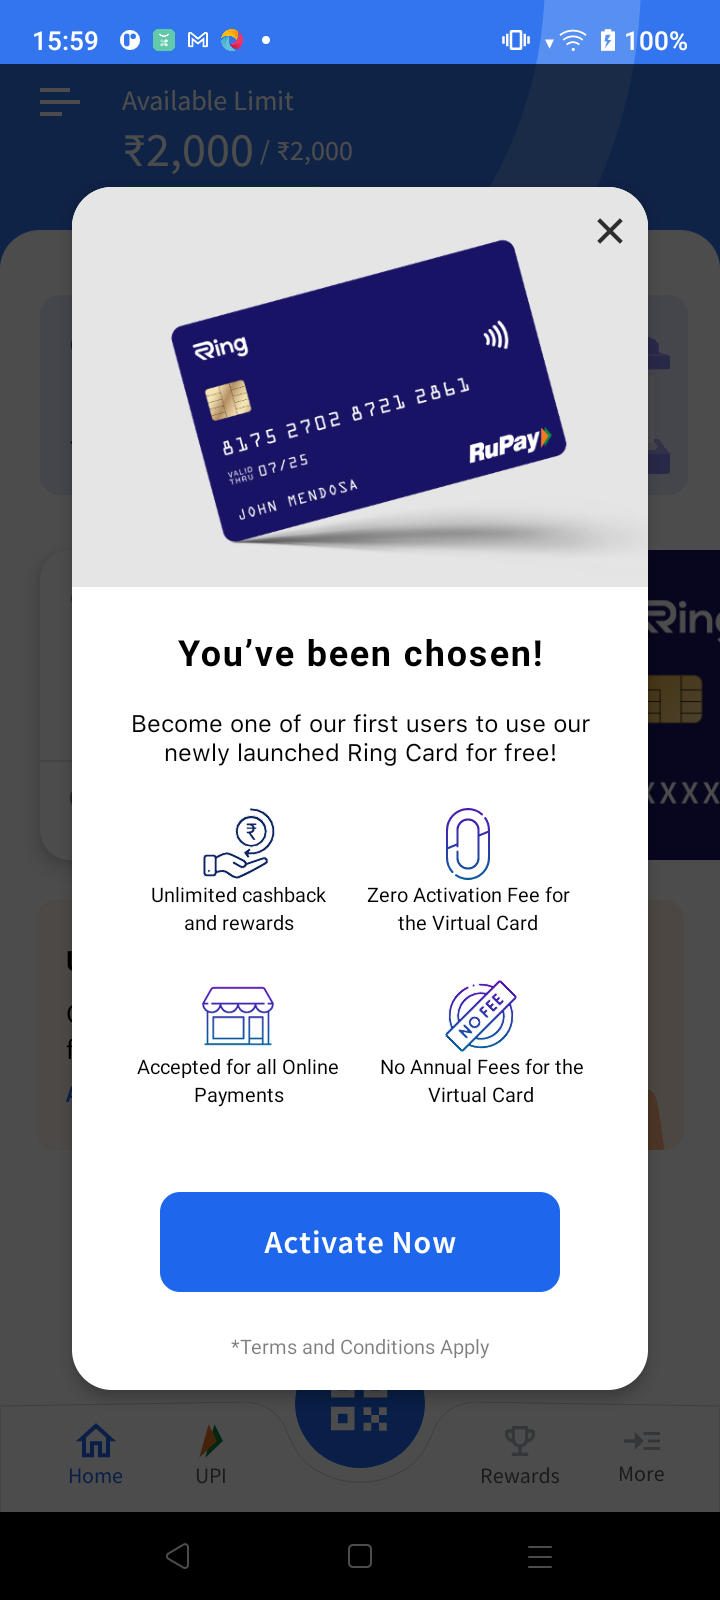 15:59
100%
Available Limit
₹2,000 / ₹2,000
Ring
8175 2702 8721 2861
VALID THRU 07/25
JOHN MENDOSA
RuPay
Ring
XXXX
You've been chosen!
Become one of our first users to use our
newly launched Ring Card for free!
₹
Unlimited cashback
and rewards
Zero Activation Fee for
the Virtual Card
NO FEE
Accepted for all Online
Payments
No Annual Fees for the
Virtual Card
Activate Now
*Terms and Conditions Apply
Home
UPI
Rewards
More